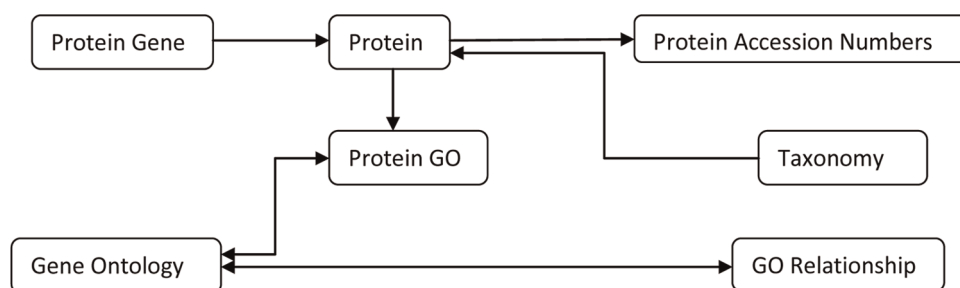 Protein Gene
Protein
Protein Accession Numbers
Protein GO
Taxonomy
Gene Ontology
GO Relationship